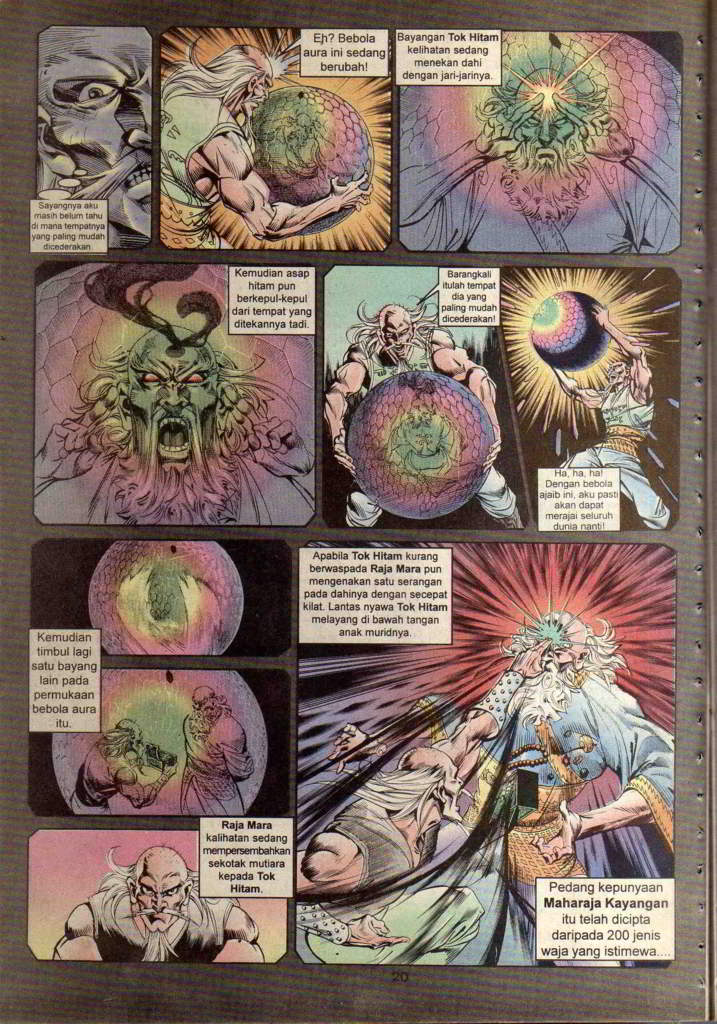 Sayangnya aku
masih belum tahu
di mana tempatnya
yang paling mudah
dicederakan.
Eh? Bebola
aura ini sedang
berubah!
Bayangan Tok Hitam
kelihatan sedang
menekan dahi
dengan jari-jarinya.
Kemudian asap
hitam pun
berkepul-kepul
dari tempat yang
ditekannya tadi.
Barangkali
itulah tempat
dia yang
paling mudah
dicederakan!
Ha, ha, ha!
Dengan bebola
ajaib ini, aku pasti
akan dapat
merajai seluruh
dunia nanti!
Kemudian
timbul lagi
satu bayang
lain pada
permukaan
bebola aura
itu.
Raja Mara
kalihatan sedang
mempersembahkan
sekotak mutiara
kepada Tok
Hitam.
Apabila Tok Hitam kurang
berwaspada Raja Mara pun
mengenakan satu serangan
pada dahinya dengan secepat
kilat. Lantas nyawa Tok Hitam
melayang di bawah tangan
anak muridnya.
Pedang kepunyaan
Maharaja Kayangan
itu telah dicipta
daripada 200 jenis
waja yang istimewa....
20